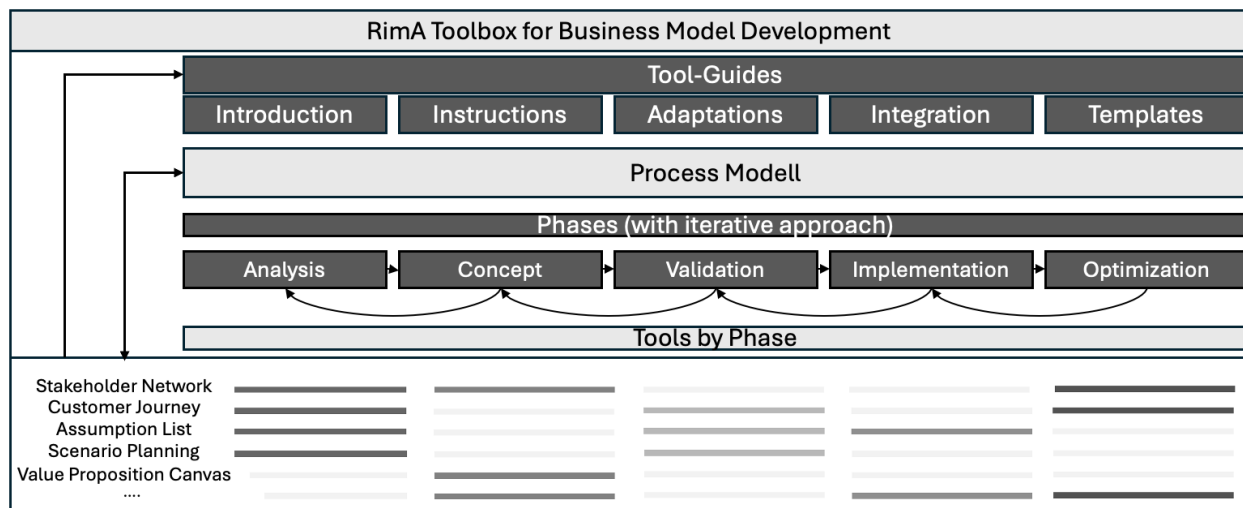 RimA Toolbox for Business Model Development
Tool-Guides
Introduction Instructions Adaptations Integration Templates
Process Modell
Phases (with iterative approach)
Analysis Concept Validation Implementation Optimization
Tools by Phase
Stakeholder Network
Customer Journey
Assumption List
Scenario Planning
Value Proposition Canvas
....